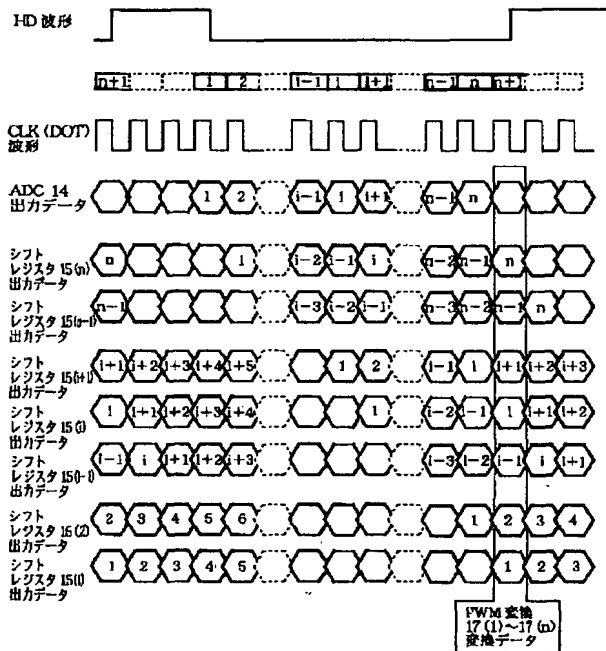 HD 波形
n+1 1 2 i-1 i i+1 n-1 n n+1
CLK (DOT)
波形
ADC 14
出力データ
1 2 i-1 i i+1 n-1 n
シフト
レジスタ 15(n)
出力データ
n 1 i-2 i-1 i n-2 n-1 n
シフト
レジスタ 15(n-1)
出力データ
n-1 i-3 i-2 i-1 n-3 n-2 n-1 n
シフト
レジスタ 15(i+1)
出力データ
i+1 i+2 i+3 i+4 i+5 1 2 i-1 i i+1 i+2 i+3
シフト
レジスタ 15(i)
出力データ
i i+1 i+2 i+3 i+4 1 i-2 i-1 i i+1 i+2
シフト
レジスタ 15(i-1)
出力データ
i-1 i i+1 i+2 i+3 i-3 i-2 i-1 i i+1
シフト
レジスタ 16(2)
出力データ
2 3 4 5 6 1 2 3 4
シフト
レジスタ 15(1)
出力データ
1 2 3 4 5 1 2 3
PWM 変換
17(1)～17(n)
変換データ